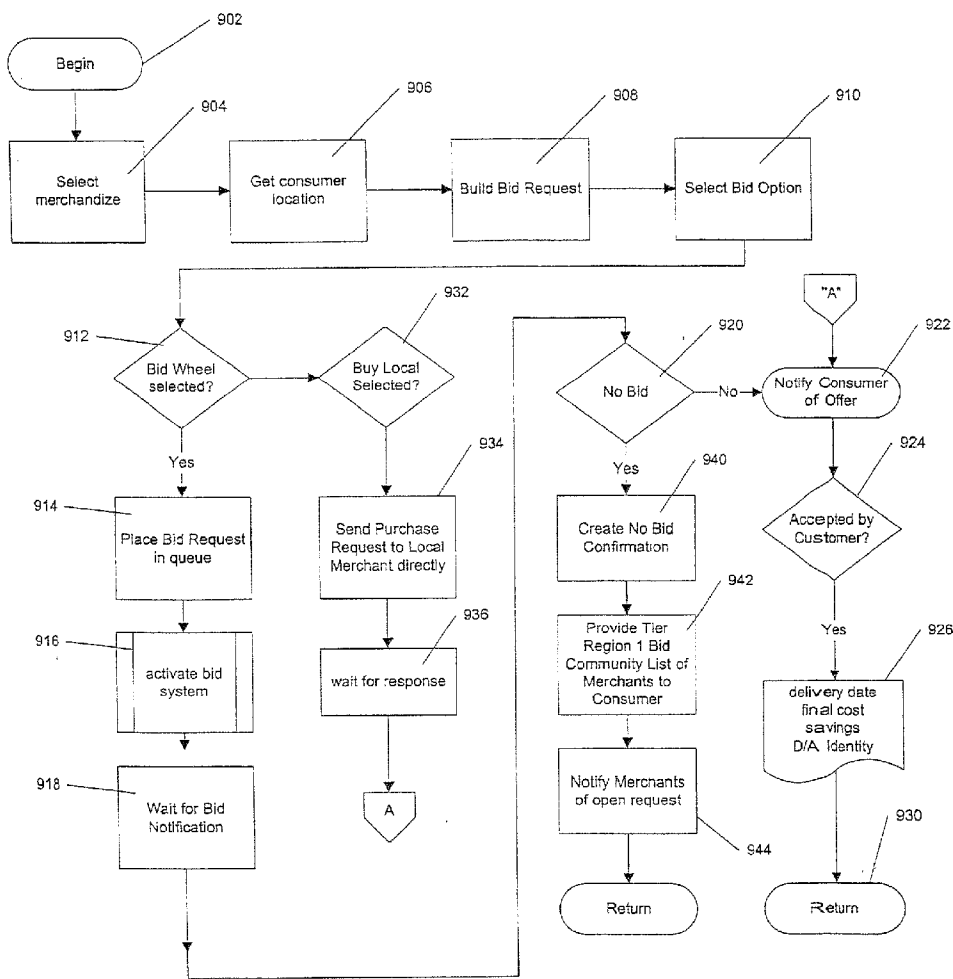 902
Begin
904
906
908
910
Select
merchandize
Get consumer
location
Build Bid Request
Select Bid Option
"A"
932
912
920
922
Bid Wheel
selected?
Buy Local
Selected?
No Bid
No
Notify Consumer
of Offer
Yes
934
Yes
940
924
914
Place Bid Request
in queue
Send Purchase
Request to Local
Merchant directly
Create No Bid
Confirmation
Accepted by
Customer?
916
activate bid
system
936
wait for response
942
Provide Tier
Region 1 Bid
Community List of
Merchants to
Consumer
Yes
926
delivery date
final cost
savings
D/A Identity
918
Wait for Bid
Notification
A
Notify Merchants
of open request
944
930
Return
Return